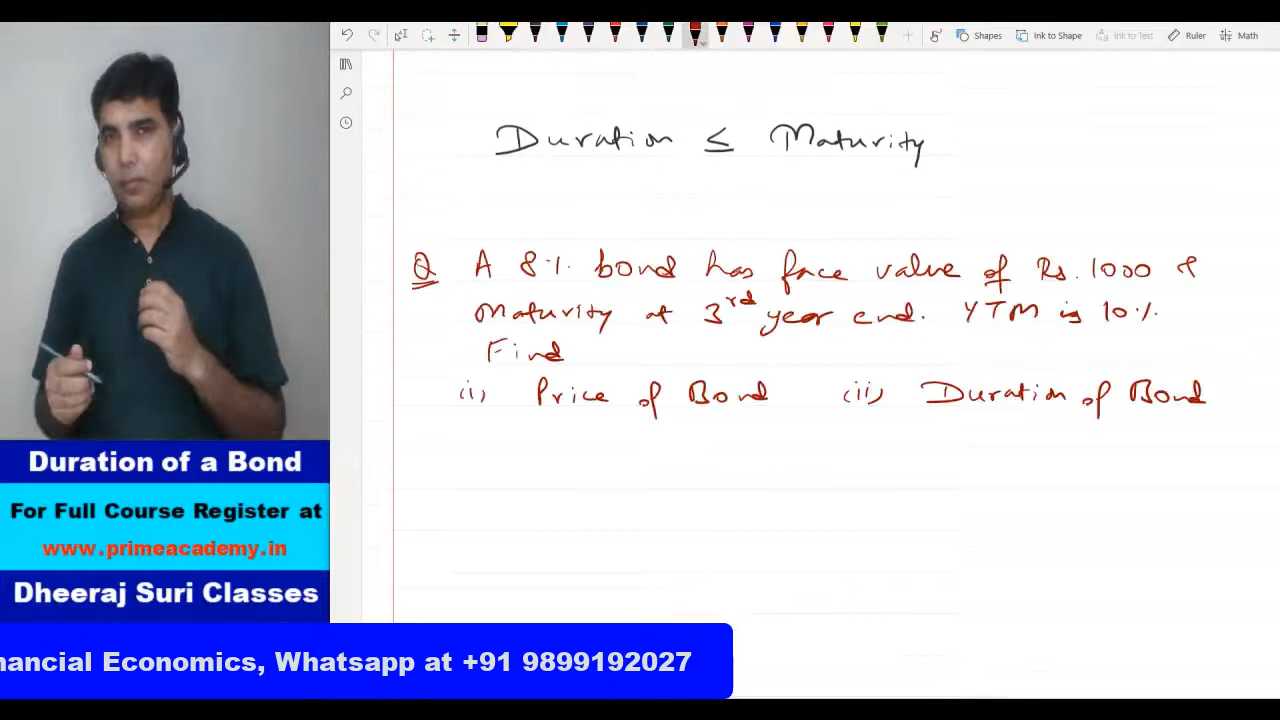 Shapes
Ink to Shape
Ink to Text
Ruler
Math
Duration ≤ Maturity
Q A 8% bond has face value of Rs. 1000 &
Maturity at 3rd year end. YTM is 10%.
Find
(i) Price of Bond (ii) Duration of Bond
Duration of a Bond
For Full Course Register at
www.primeacademy.in
Dheeraj Suri Classes
nancial Economics, Whatsapp at +91 9899192027